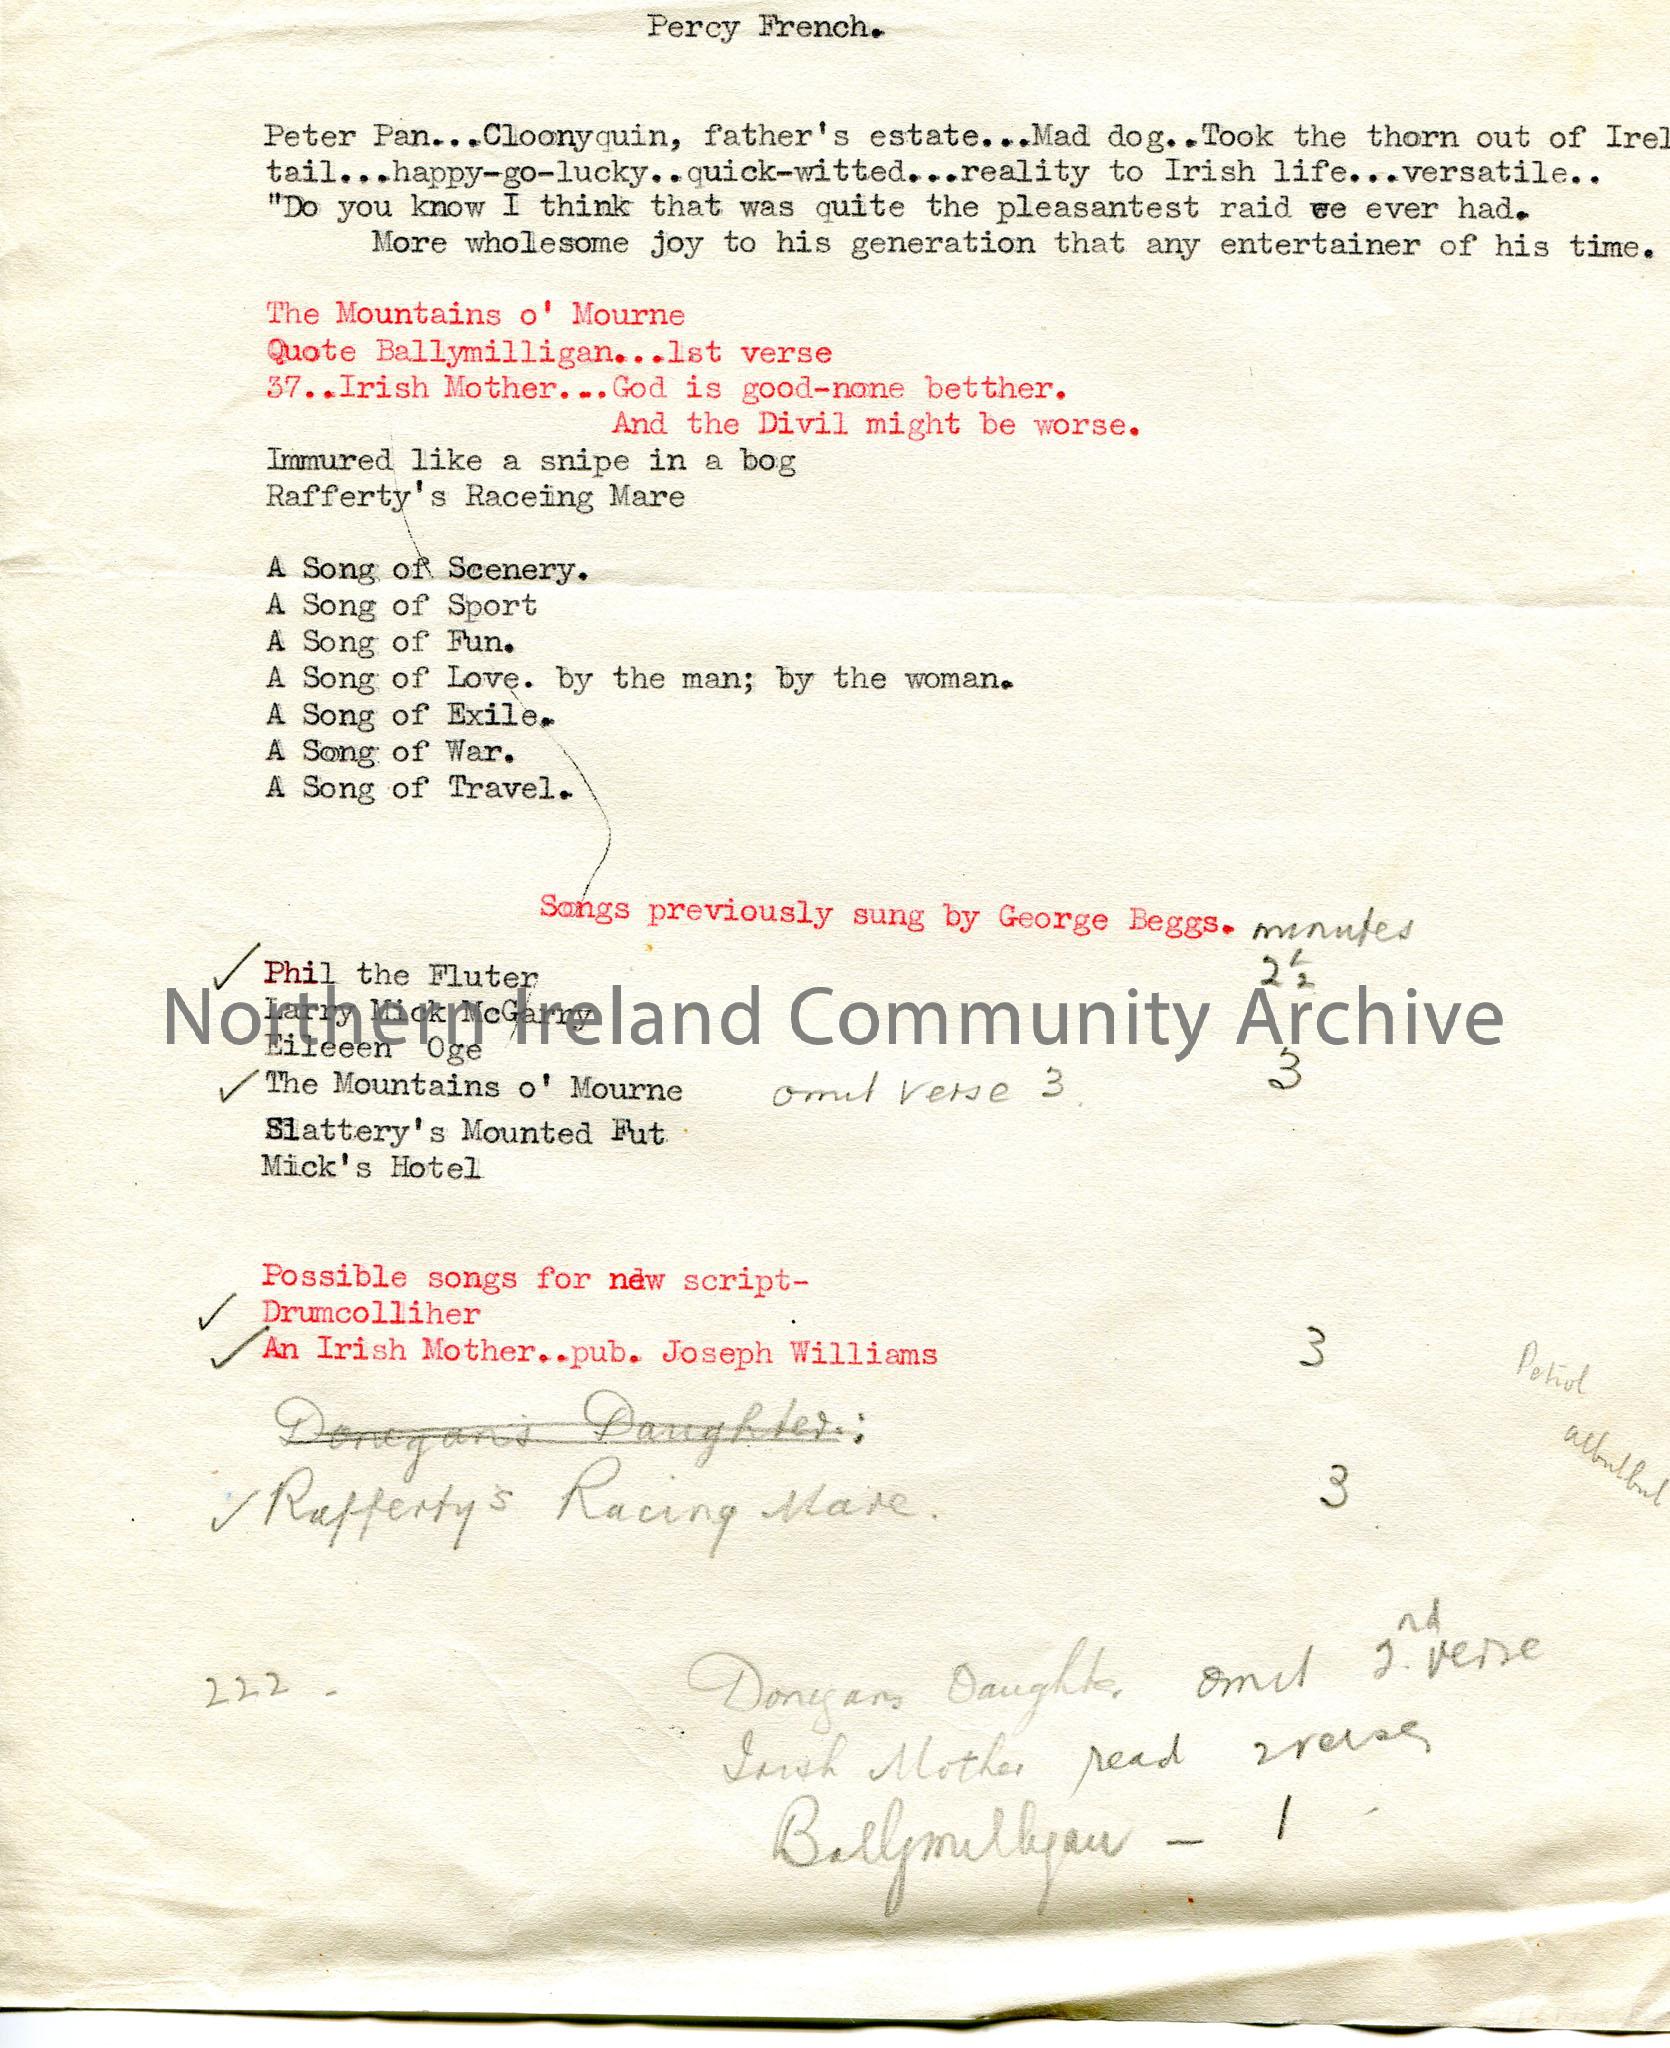 Percy French.
Peter Pan...Cloonyquin, father's estate...Mad dog..Took the thorn out of Irel
tail...happy-go-lucky..quick-witted...reality to Irish life...versatile..
"Do you know I think that was quite the pleasantest raid we ever had.
More wholesome joy to his generation that any entertainer of his time.
The Mountains o' Mourne
Quote Ballymilligan...1st verse
37..Irish Mother...God is good-none betther.
And the Divil might be worse.
Immured like a snipe in a bog
Rafferty's Raceing Mare
A Song of Scenery.
A Song of Sport
A Song of Fun.
A Song of Love. by the man; by the woman.
A Song of Exile.
A Song of War.
A Song of Travel.
Songs previously sung by George Beggs. minutes
✓ Phil the Fluter 2½
Larry Mick McGarry
Northern Ireland Community Archive
Eileeen Oge
✓ The Mountains o' Mourne omit verse 3. 3
Slattery's Mounted Fut
Mick's Hotel
Possible songs for new script-
✓ Drumcolliher
✓ An Irish Mother..pub. Joseph Williams 3
Petrol
Donegan's Daughter.:
✓ Rafferty's Racing Mare. 3
222 -
Donegans Daughter omit 2nd verse
Irish Mother read 2 verses
Ballymilligan - 1